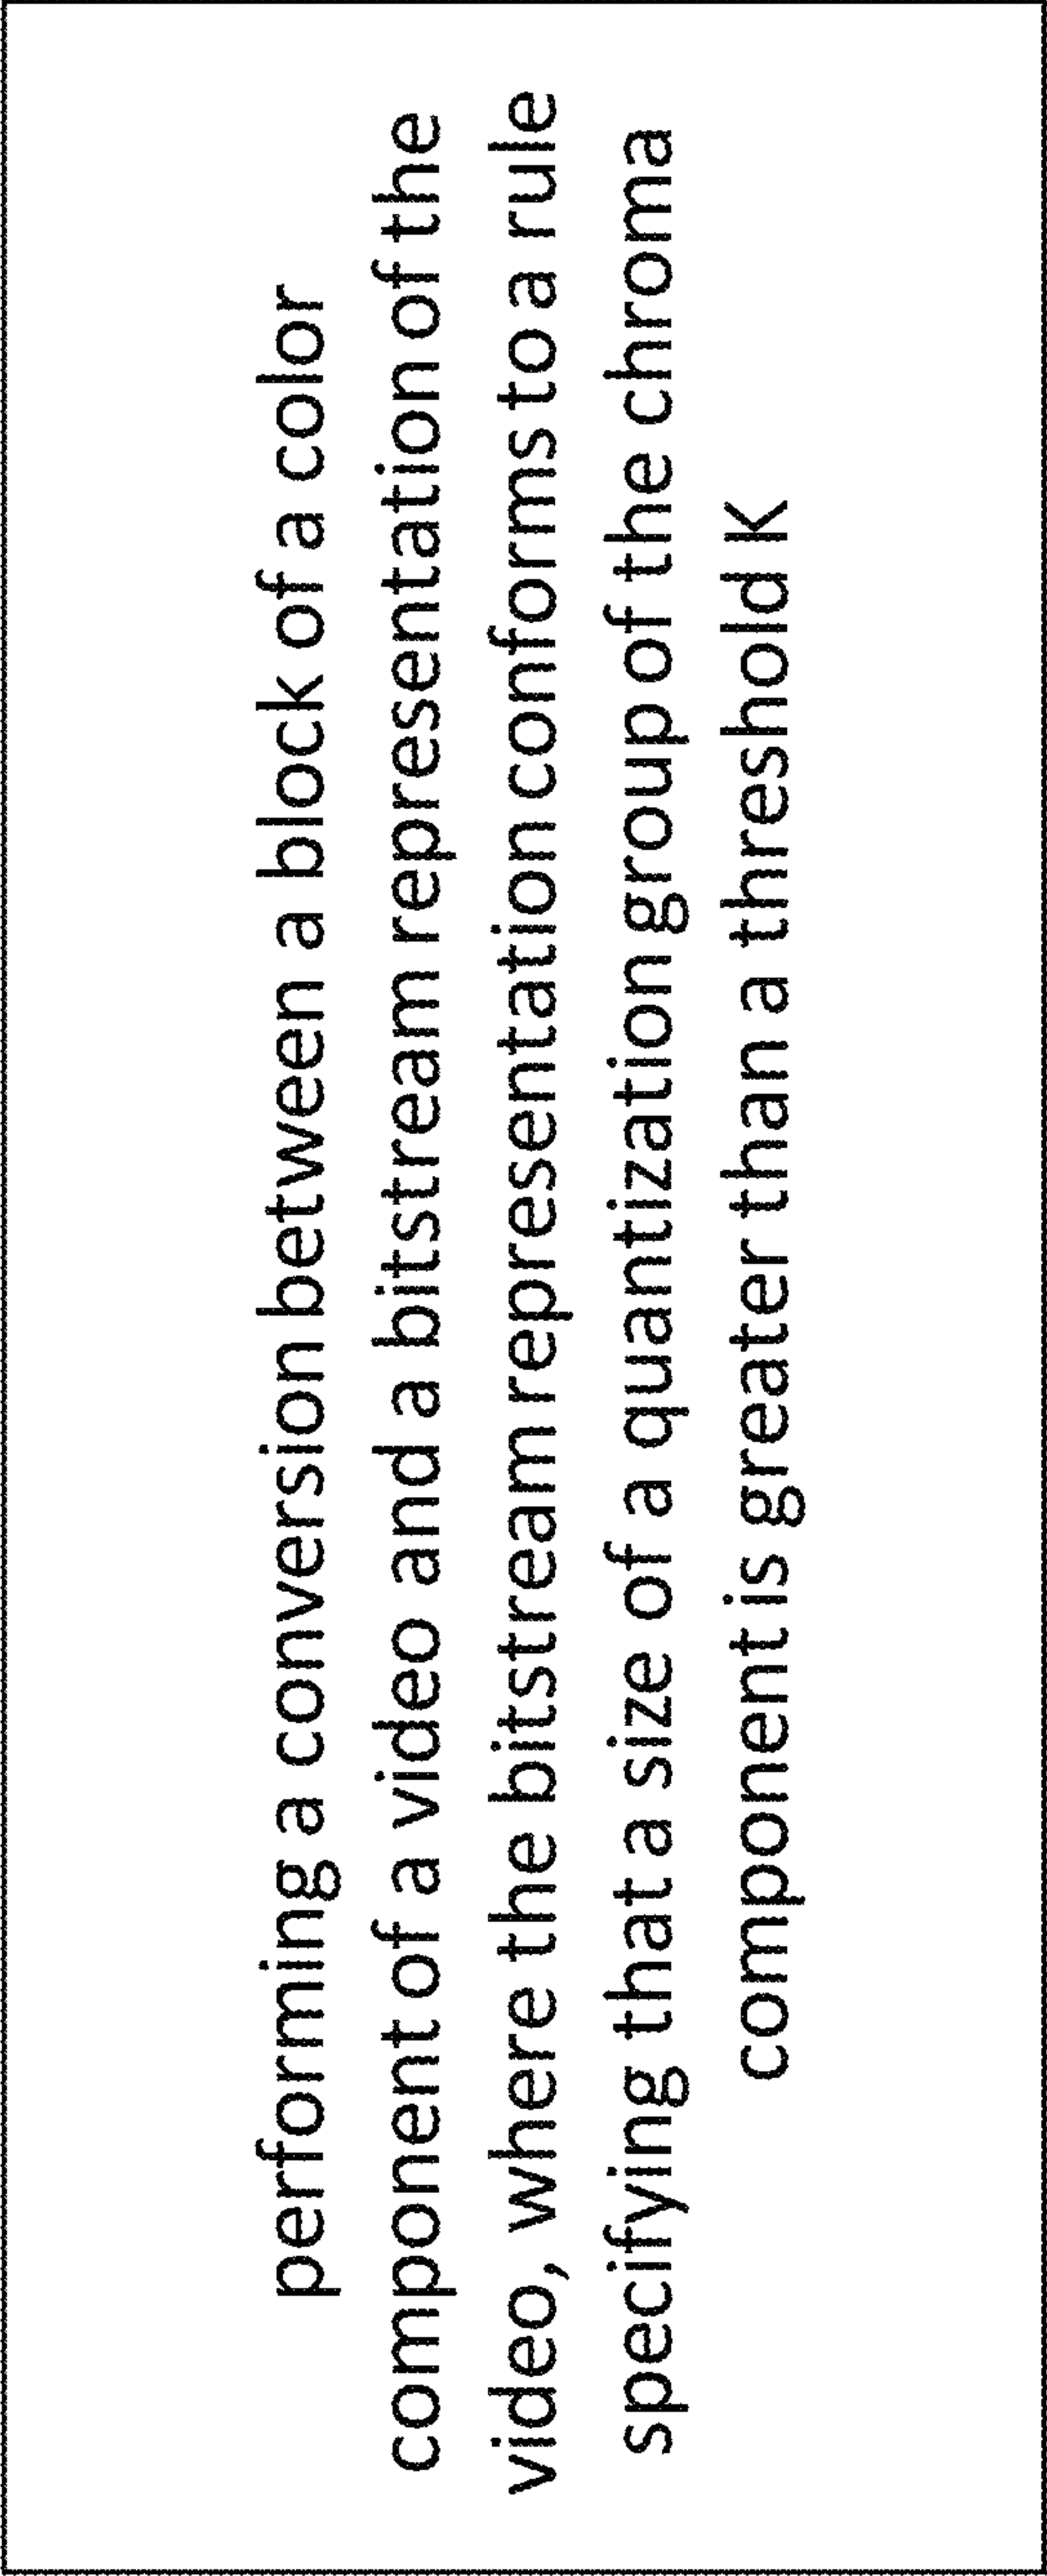 performing a conversion between a block of a color
component of a video and a bitstream representation of the
video, where the bitstream representation conforms to a rule
specifying that a size of a quantization group of the chroma
component is greater than a threshold K